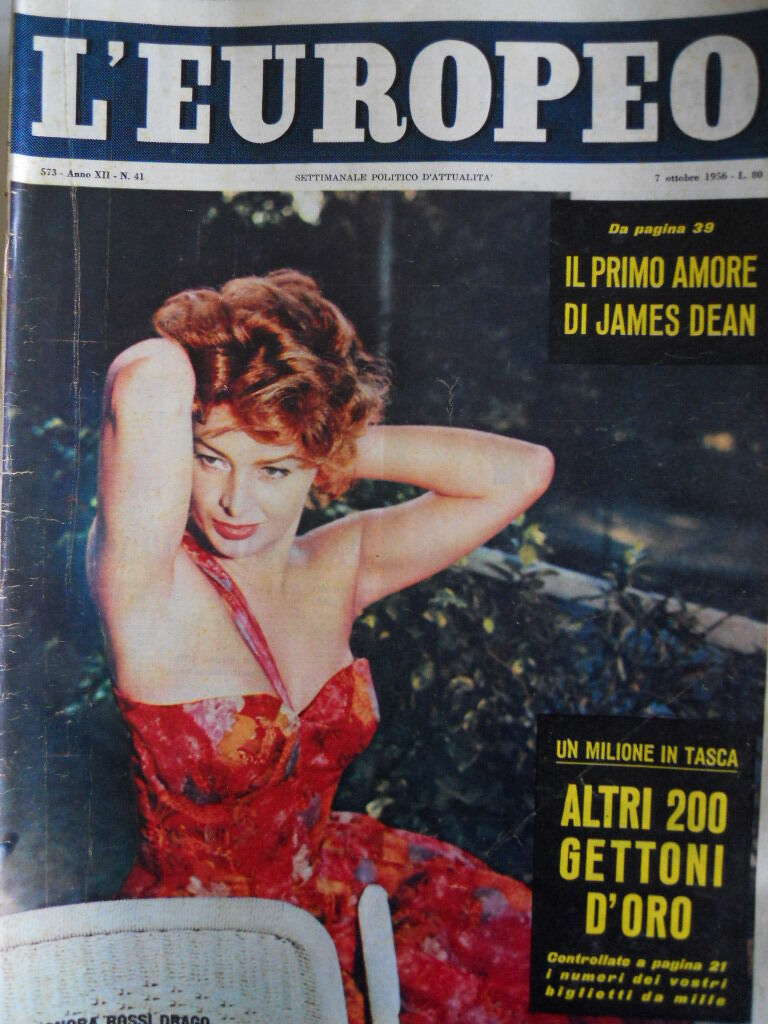 L'EUROPEO
573 - Anno XII - N. 41 SETTIMANALE POLITICO D'ATTUALITA' 7 ottobre 1956 - L. 80
Da pagina 39
IL PRIMO AMORE
DI JAMES DEAN
UN MILIONE IN TASCA
ALTRI 200
GETTONI
D'ORO
Controllate a pagina 21
i numeri dei vostri
biglietti da mille
ROSSI DRAGO